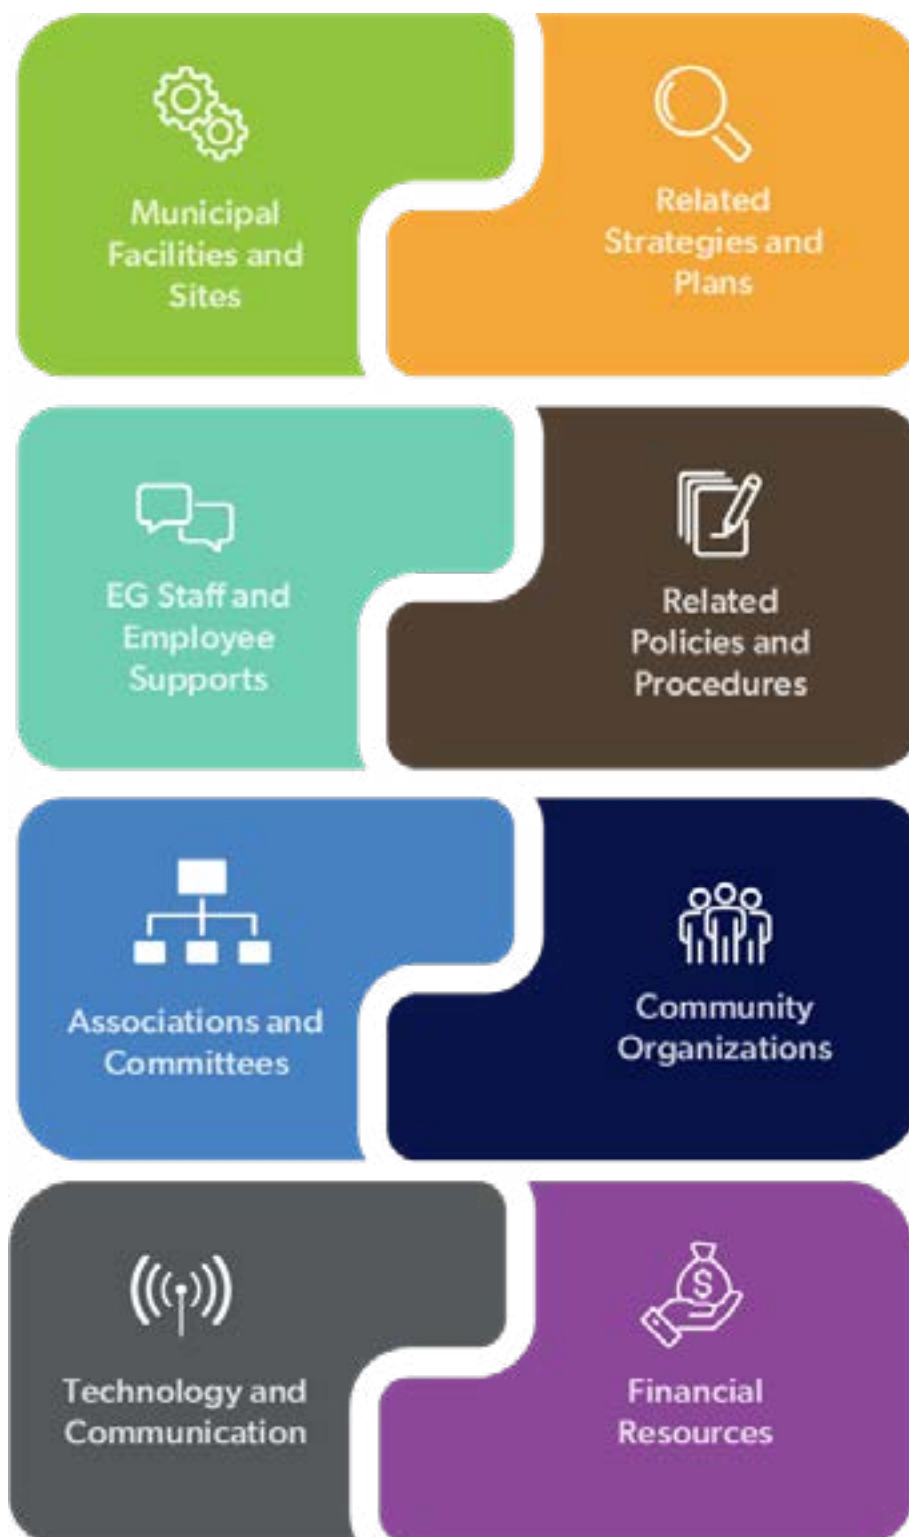 Municipal
Facilities and
Sites
Related
Strategies and
Plans
EG Staff and
Employee
Supports
Related
Policies and
Procedures
Associations and
Committees
Community
Organizations
Technology and
Communication
$
Financial
Resources